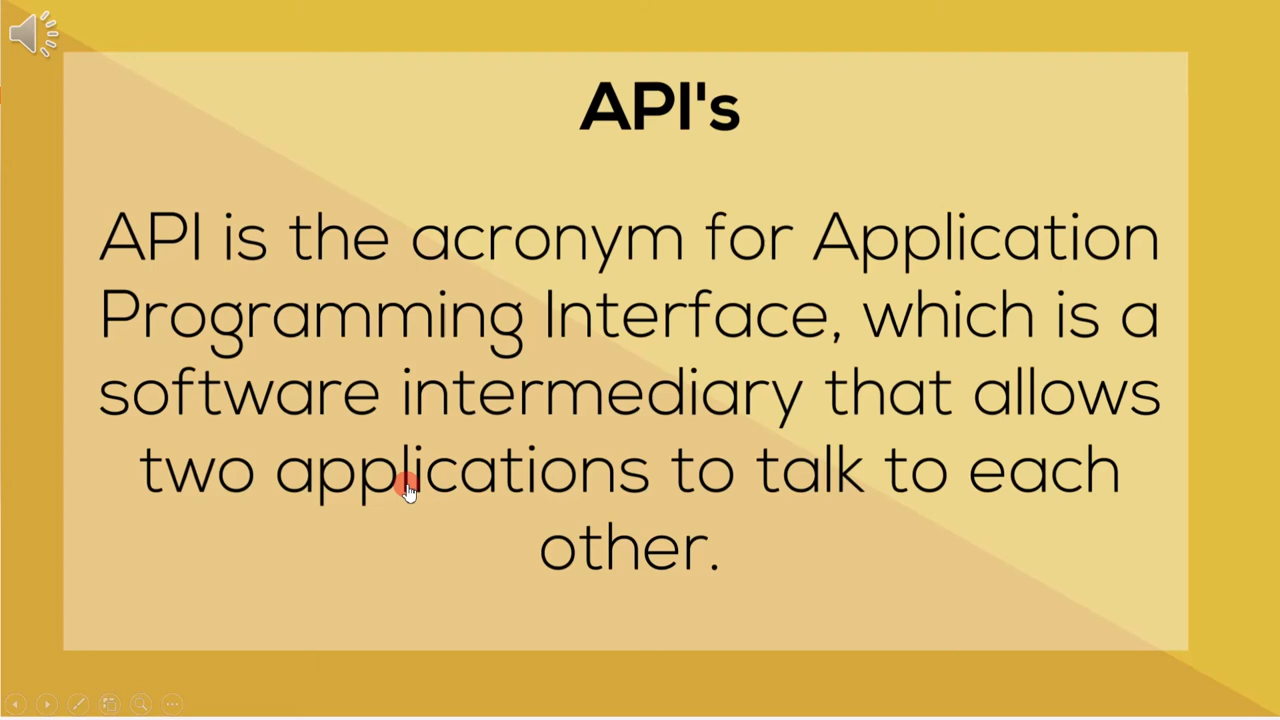 API's
API is the acronym for Application
Programming Interface, which is a
software intermediary that allows
two applications to talk to each
other.